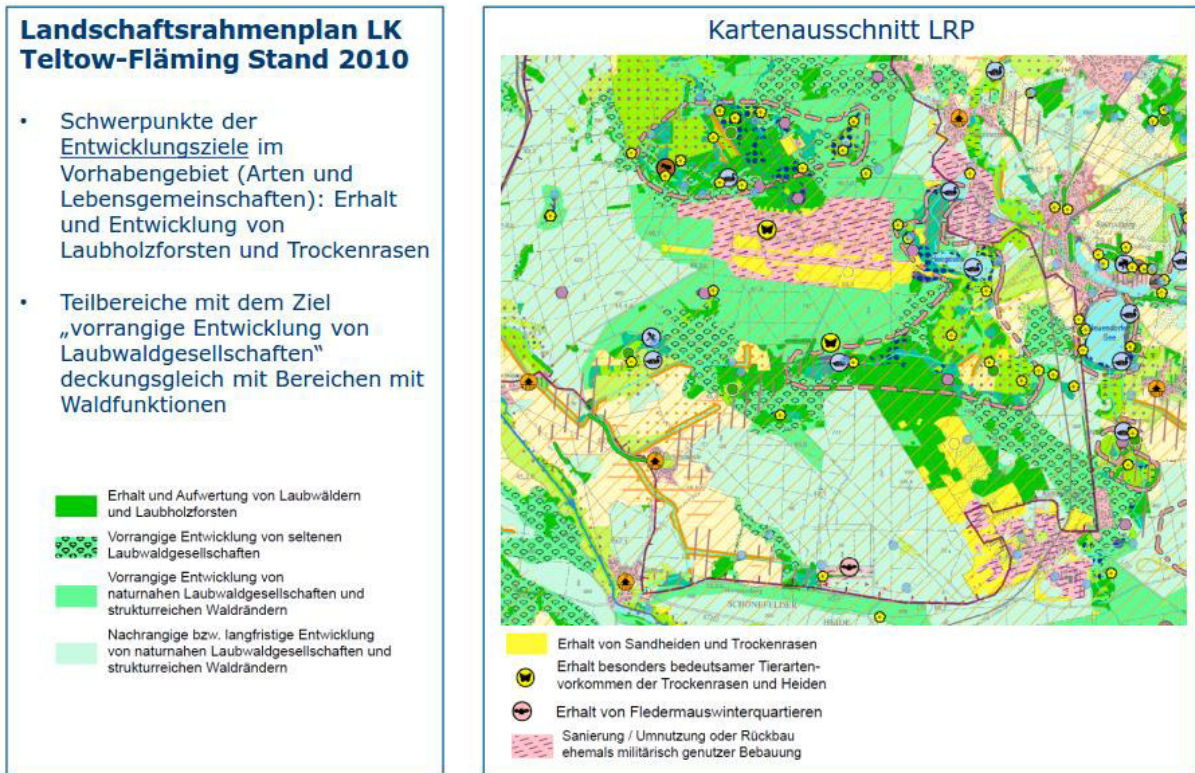 Landschaftsrahmenplan LK
Teltow-Fläming Stand 2010
• Schwerpunkte der
Entwicklungsziele im
Vorhabengebiet (Arten und
Lebensgemeinschaften): Erhalt
und Entwicklung von
Laubholzforsten und Trockenrasen
• Teilbereiche mit dem Ziel
„vorrangige Entwicklung von
Laubwaldgesellschaften“
deckungsgleich mit Bereichen mit
Waldfunktionen
Erhalt und Aufwertung von Laubwäldern
und Laubholzforsten
Vorrangige Entwicklung von seltenen
Laubwaldgesellschaften
Vorrangige Entwicklung von
naturnahen Laubwaldgesellschaften und
strukturreichen Waldrändern
Nachrangige bzw. langfristige Entwicklung
von naturnahen Laubwaldgesellschaften und
strukturreichen Waldrändern
Kartenausschnitt LRP
See
SCHÖNEFELDER
HEIDE
Erhalt von Sandheiden und Trockenrasen
Erhalt besonders bedeutsamer Tierarten-
vorkommen der Trockenrasen und Heiden
Erhalt von Fledermauswinterquartieren
Sanierung / Umnutzung oder Rückbau
ehemals militärisch genutzer Bebauung